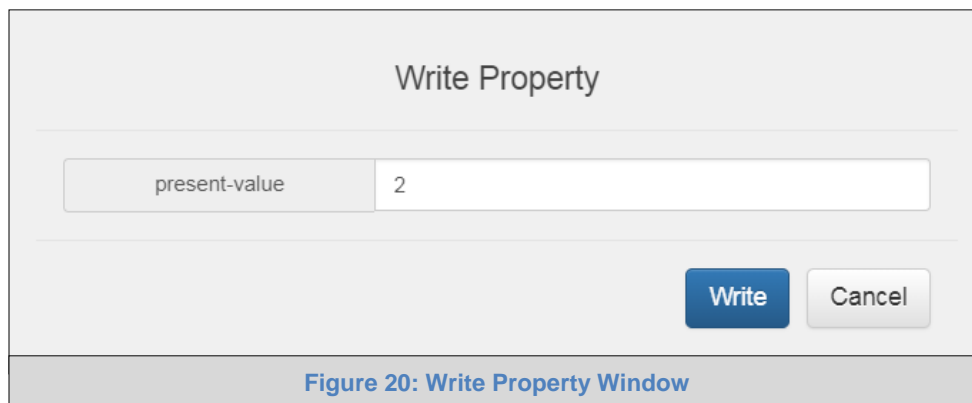 Write Property
present-value 2
Write Cancel
Figure 20: Write Property Window